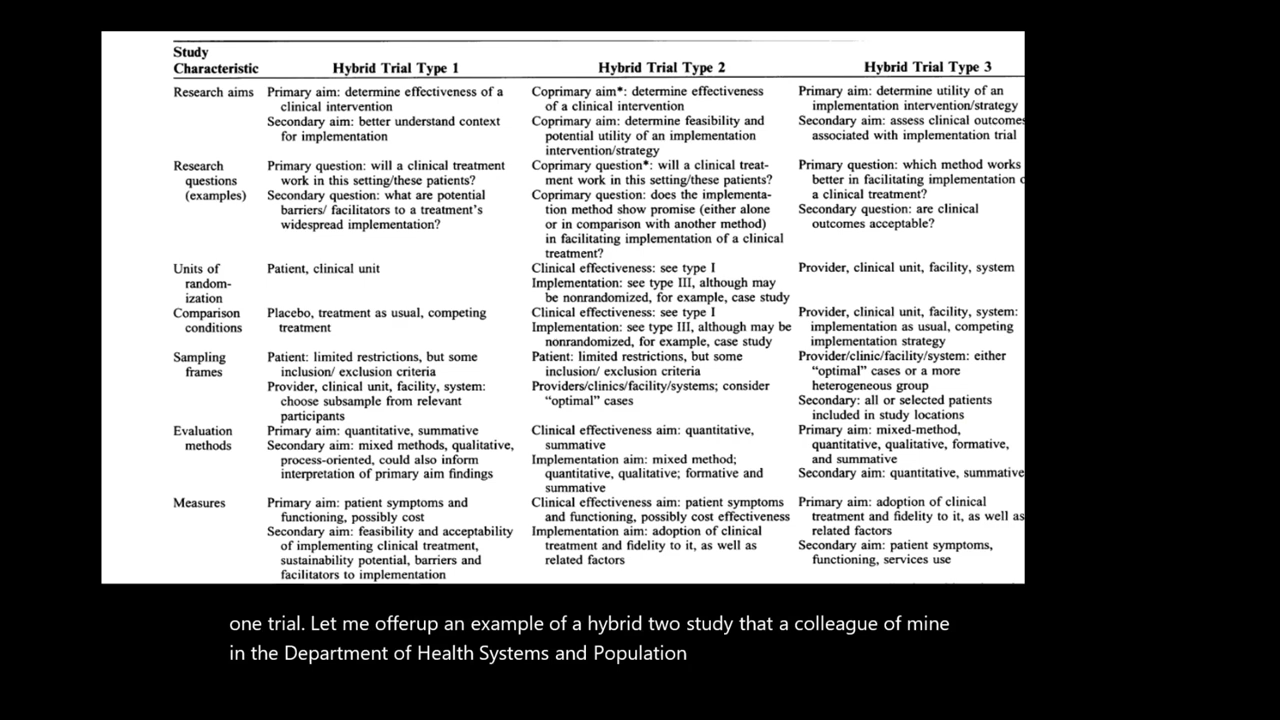 Study
Characteristic
Hybrid Trial Type 1
Hybrid Trial Type 2
Hybrid Trial Type 3
Research aims
Primary aim: determine effectiveness of a
clinical intervention
Secondary aim: better understand context
for implementation
Coprimary aim*: determine effectiveness
of a clinical intervention
Coprimary aim: determine feasibility and
potential utility of an implementation
intervention/strategy
Primary aim: determine utility of an
implementation intervention/strategy
Secondary aim: assess clinical outcomes
associated with implementation trial
Research
questions
(examples)
Primary question: will a clinical treatment
work in this setting/these patients?
Secondary question: what are potential
barriers/ facilitators to a treatment's
widespread implementation?
Coprimary question*: will a clinical treat-
ment work in this setting/these patients?
Coprimary question: does the implementa-
tion method show promise (either alone
or in comparison with another method)
in facilitating implementation of a clinical
treatment?
Primary question: which method works
better in facilitating implementation
a clinical treatment?
Secondary question: are clinical
outcomes acceptable?
Units of
random-
ization
Patient, clinical unit
Clinical effectiveness: see type I
Implementation: see type III, although may
be nonrandomized, for example, case study
Provider, clinical unit, facility, system
Comparison
conditions
Placebo, treatment as usual, competing
treatment
Clinical effectiveness: see type I
Implementation: see type III, although may be
nonrandomized, for example, case study
Provider, clinical unit, facility, system:
implementation as usual, competing
implementation strategy
Sampling
frames
Patient: limited restrictions, but some
inclusion/ exclusion criteria
Provider, clinical unit, facility, system:
choose subsample from relevant
participants
Patient: limited restrictions, but some
inclusion/ exclusion criteria
Providers/clinics/facility/systems; consider
"optimal" cases
Provider/clinic/facility/system: either
"optimal" cases or a more
heterogeneous group
Secondary: all or selected patients
included in study locations
Evaluation
methods
Primary aim: quantitative, summative
Secondary aim: mixed methods, qualitative,
process-oriented, could also inform
interpretation of primary aim findings
Clinical effectiveness aim: quantitative,
summative
Implementation aim: mixed method;
quantitative, qualitative; formative and
summative
Primary aim: mixed-method,
quantitative, qualitative, formative,
and summative
Secondary aim: quantitative, summative
Measures
Primary aim: patient symptoms and
functioning, possibly cost
Secondary aim: feasibility and acceptability
of implementing clinical treatment,
sustainability potential, barriers and
facilitators to implementation
Clinical effectiveness aim: patient symptoms
and functioning, possibly cost effectiveness
Implementation aim: adoption of clinical
treatment and fidelity to it, as well as
related factors
Primary aim: adoption of clinical
treatment and fidelity to it, as well as
related factors
Secondary aim: patient symptoms,
functioning, services use
one trial. Let me offerup an example of a hybrid two study that a colleague of mine
in the Department of Health Systems and Population